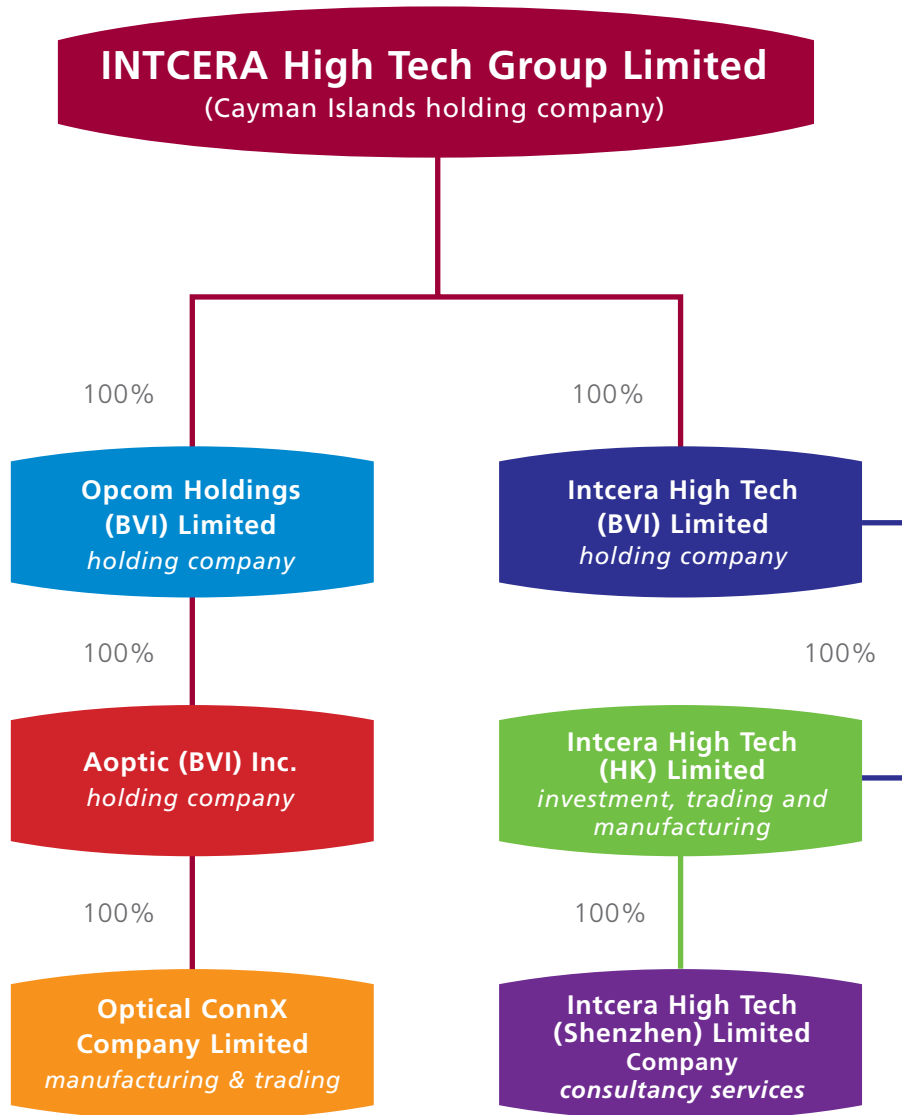 INTCERA High Tech Group Limited
(Cayman Islands holding company)
100%
100%
Opcom Holdings
(BVI) Limited
holding company
Intcera High Tech
(BVI) Limited
holding company
100%
100%
Aoptic (BVI) Inc.
holding company
Intcera High Tech
(HK) Limited
investment, trading and
manufacturing
100%
100%
Optical ConnX
Company Limited
manufacturing & trading
Intcera High Tech
(Shenzhen) Limited
Company
consultancy services